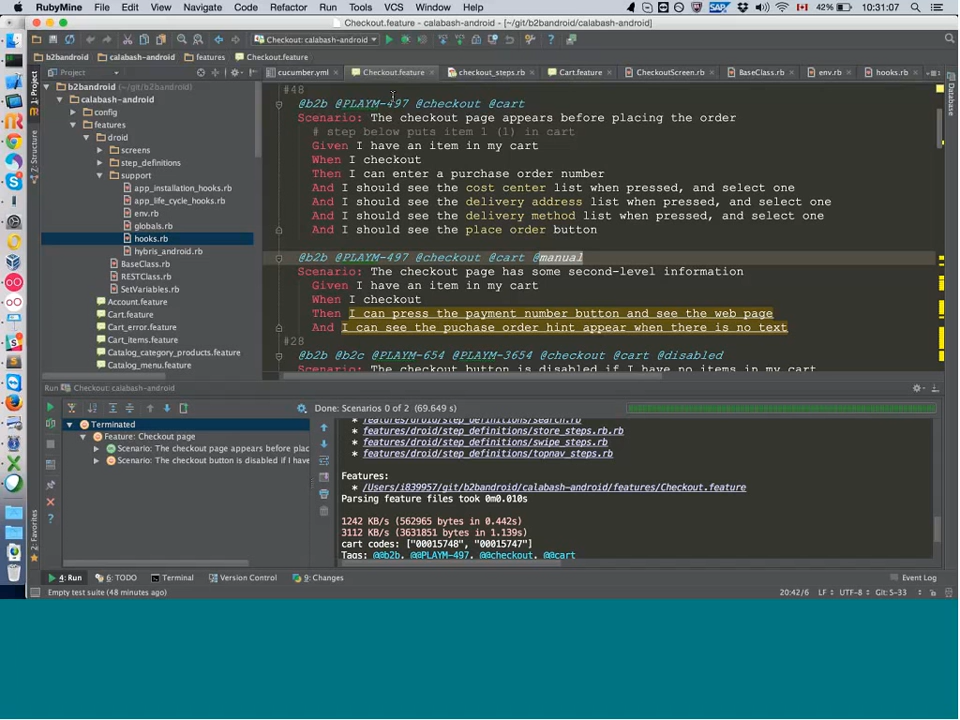 RubyMine File Edit View Navigate Code Refactor Run Tools VCS Window Help 42% 10:31:07
Checkout.feature - calabash-android - [~/git/b2bandroid/calabash-android]
Checkout: calabash-android
b2bandroid calabash-android features Checkout.feature
Project
cucumber.yml Checkout.feature checkout_steps.rb Cart.feature CheckoutScreen.rb BaseClass.rb env.rb hooks.rb
1: Project
Structure
2: Favorites
Database
b2bandroid
calabash-android
config
features
droid
screens
step_definitions
support
app_installation_hooks.rb
app_life_cycle_hooks.rb
env.rb
globals.rb
hooks.rb
hybris_android.rb
BaseClass.rb
RESTClass.rb
SetVariables.rb
Account.feature
Cart.feature
Cart_error.feature
Cart_items.feature
Catalog_category_products.feature
Catalog_menu.feature
#48
@b2b @PLAYM-497 @checkout @cart
Scenario: The checkout page appears before placing the order
# step below puts item 1 (1) in cart
Given I have an item in my cart
When I checkout
Then I can enter a purchase order number
And I should see the cost center list when pressed, and select one
And I should see the delivery address list when pressed, and select one
And I should see the delivery method list when pressed, and select one
And I should see the place order button
@b2b @PLAYM-497 @checkout @cart @manual
Scenario: The checkout page has some second-level information
Given I have an item in my cart
When I checkout
Then I can press the payment number button and see the web page
And I can see the puchase order hint appear when there is no text
#28
@b2b @b2c @PLAYM-654 @PLAYM-3654 @checkout @cart @disabled
Scenario: The checkout button is disabled if I have no items in my cart
Run Checkout: calabash-android
Done: Scenarios 0 of 2 (69.649 s)
Terminated
Feature: Checkout page
Scenario: The checkout page appears before plac
Scenario: The checkout button is disabled if I have
* features/droid/step_definitions/search.rb
* features/droid/step_definitions/store_steps.rb.rb
* features/droid/step_definitions/swipe_steps.rb
* features/droid/step_definitions/topnav_steps.rb
Features:
* /Users/i839957/git/b2bandroid/calabash-android/features/Checkout.feature
Parsing feature files took 0m0.010s
1242 KB/s (562965 bytes in 0.442s)
3112 KB/s (3631851 bytes in 1.139s)
cart codes: ["00015748", "00015747"]
Tags: @@b2b, @@PLAYM-497, @@checkout, @@cart
4: Run 6: TODO Terminal Version Control 9: Changes Event Log
Empty test suite (48 minutes ago) 20:42/6 LF UTF-8 Git: S-33